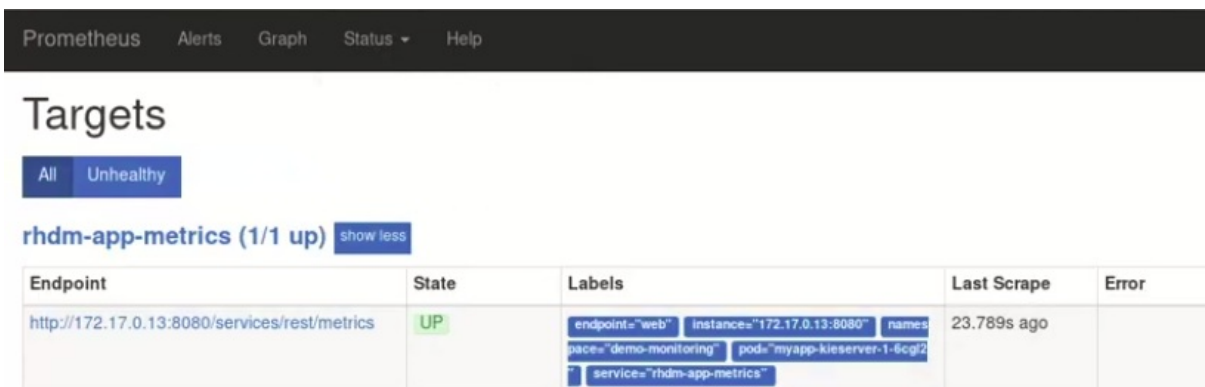 Prometheus Alerts Graph Status Help
Targets
All Unhealthy
rhdm-app-metrics (1/1 up) show less
Endpoint State Labels Last Scrape Error
http://172.17.0.13:8080/services/rest/metrics UP endpoint="web" instance="172.17.0.13:8080" names 23.789s ago
pace="demo-monitoring" pod="myapp-kieserver-1-6cgl2
" service="rhdm-app-metrics"